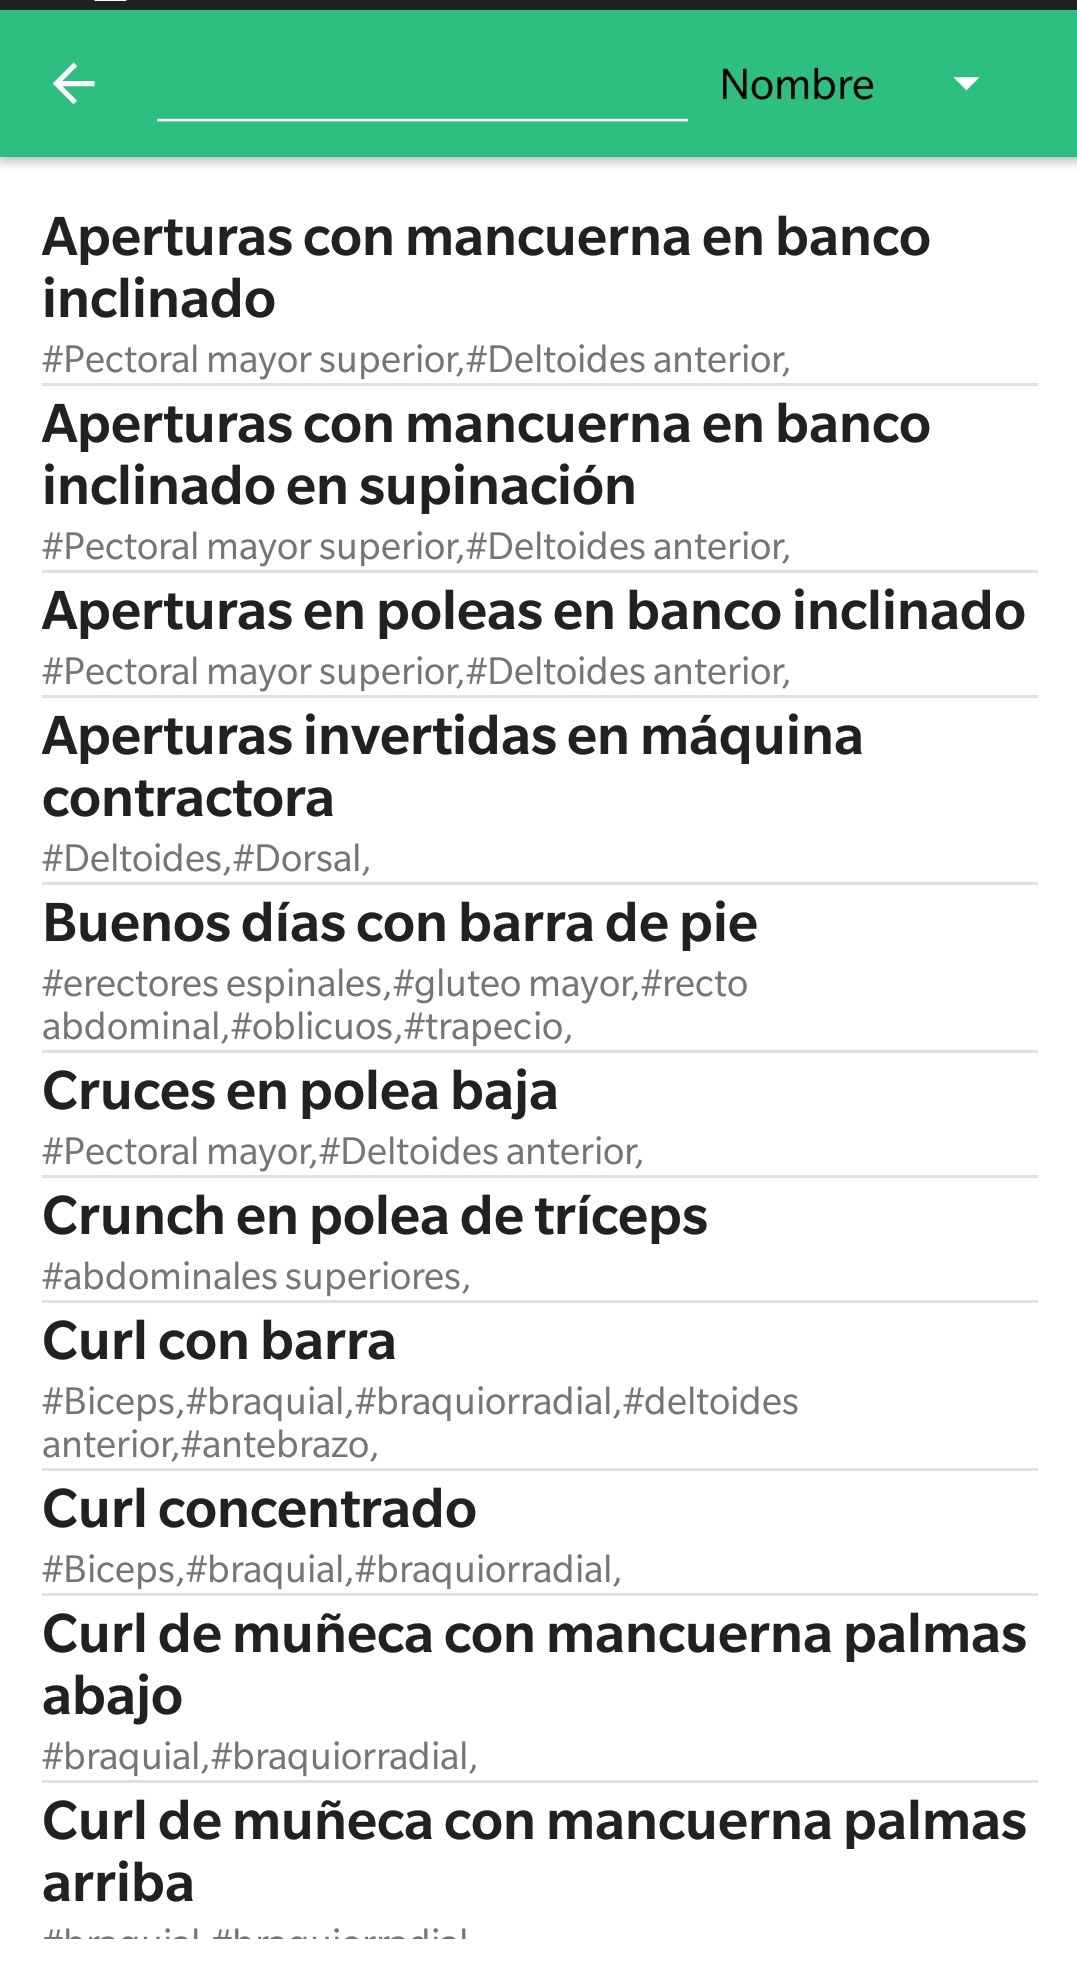 Nombre
Aperturas con mancuerna en banco
inclinado
#Pectoral mayor superior,#Deltoides anterior,
Aperturas con mancuerna en banco
inclinado en supinación
#Pectoral mayor superior,#Deltoides anterior,
Aperturas en poleas en banco inclinado
#Pectoral mayor superior,#Deltoides anterior,
Aperturas invertidas en máquina
contractora
#Deltoides,#Dorsal,
Buenos días con barra de pie
#erectores espinales,#gluteo mayor,#recto
abdominal,#oblicuos,#trapecio,
Cruces en polea baja
#Pectoral mayor,#Deltoides anterior,
Crunch en polea de tríceps
#abdominales superiores,
Curl con barra
#Biceps,#braquial,#braquiorradial,#deltoides
anterior,#antebrazo,
Curl concentrado
#Biceps,#braquial,#braquiorradial,
Curl de muñeca con mancuerna palmas
abajo
#braquial,#braquiorradial,
Curl de muñeca con mancuerna palmas
arriba
#braquial,#braquiorradial,